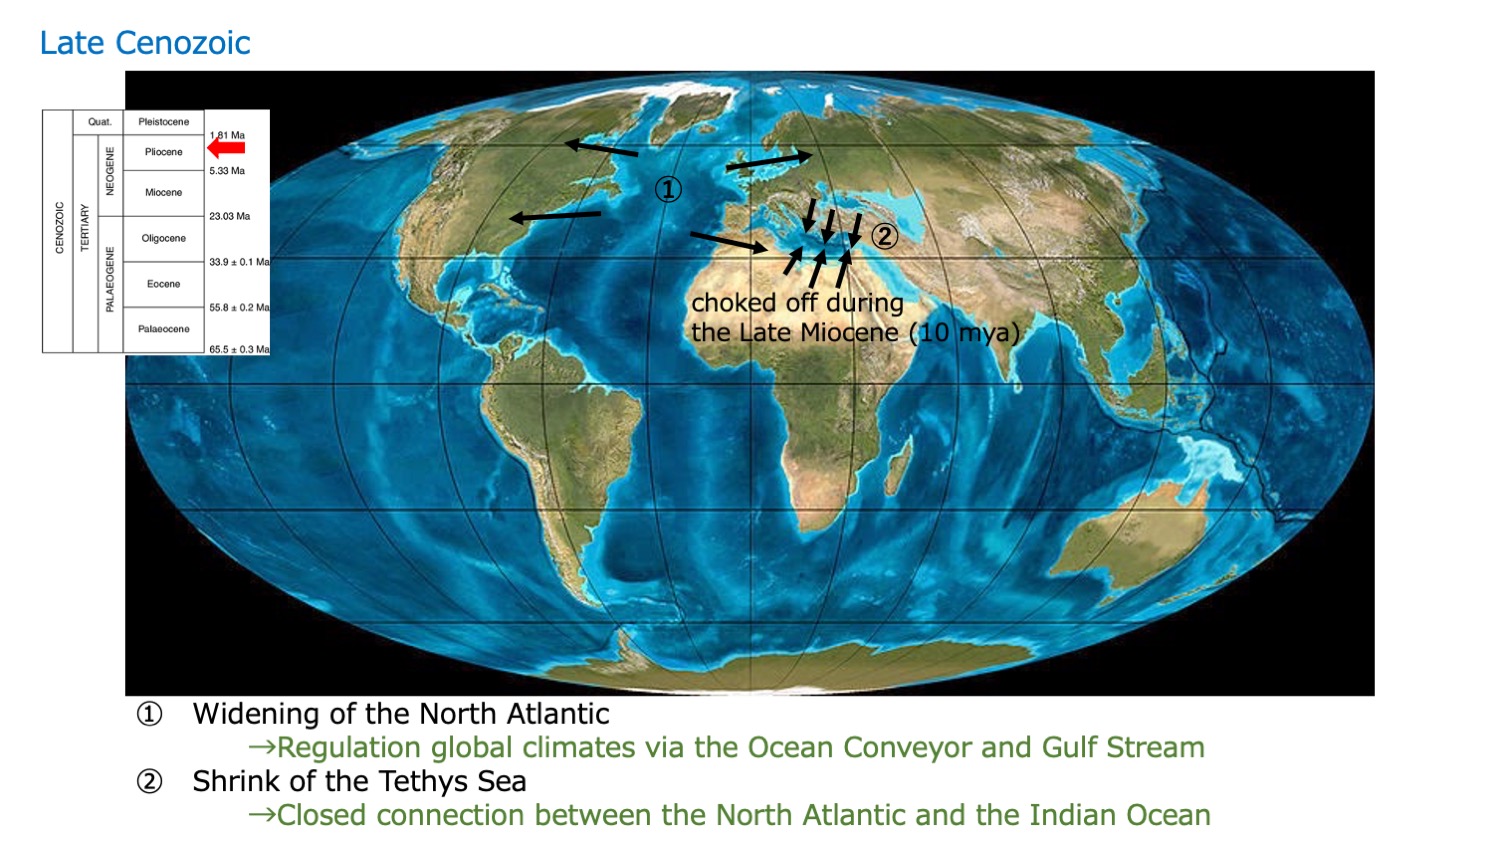 Late Cenozoic
Quat.
Pleistocene
1.81 Ma
Pliocene
5.33 Ma
Miocene
23.03 Ma
Oligocene
33.9 ± 0.1 Ma
Eocene
55.8 ± 0.2 Ma
Palaeocene
65.5 ± 0.3 Ma
CENOZOIC
TERTIARY
NEOGENE
PALAEOGENE
①
②
choked off during
the Late Miocene (10 mya)
① Widening of the North Atlantic
→Regulation global climates via the Ocean Conveyor and Gulf Stream
② Shrink of the Tethys Sea
→Closed connection between the North Atlantic and the Indian Ocean